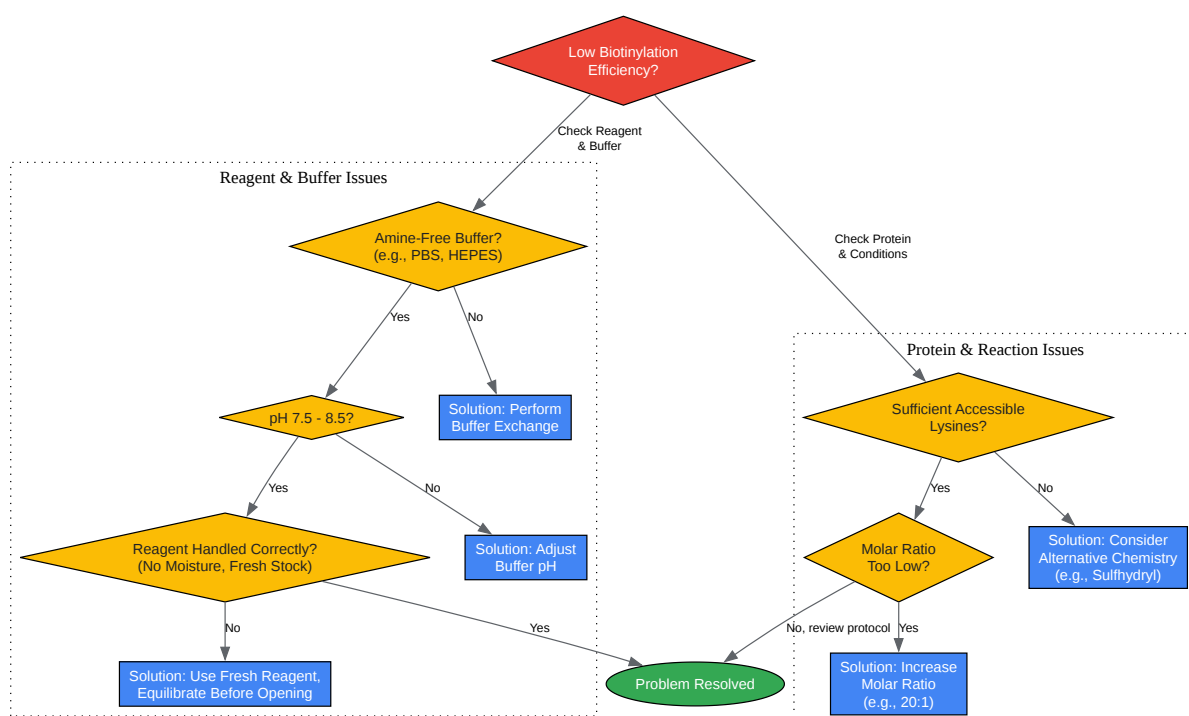 Low Biotinylation
Efficiency?
Check Reagent
& Buffer
Reagent & Buffer Issues
Amine-Free Buffer?
(e.g., PBS, HEPES)
Check Protein
& Conditions
Yes
No
Protein & Reaction Issues
pH 7.5 - 8.5?
Solution: Perform
Buffer Exchange
Sufficient Accessible
Lysines?
Yes
No
Yes
No
Reagent Handled Correctly?
(No Moisture, Fresh Stock)
Solution: Adjust
Buffer pH
Molar Ratio
Too Low?
Solution: Consider
Alternative Chemistry
(e.g., Sulfhydryl)
No
Yes
No, review protocol
Yes
Solution: Use Fresh Reagent,
Equilibrate Before Opening
Problem Resolved
Solution: Increase
Molar Ratio
(e.g., 20:1)